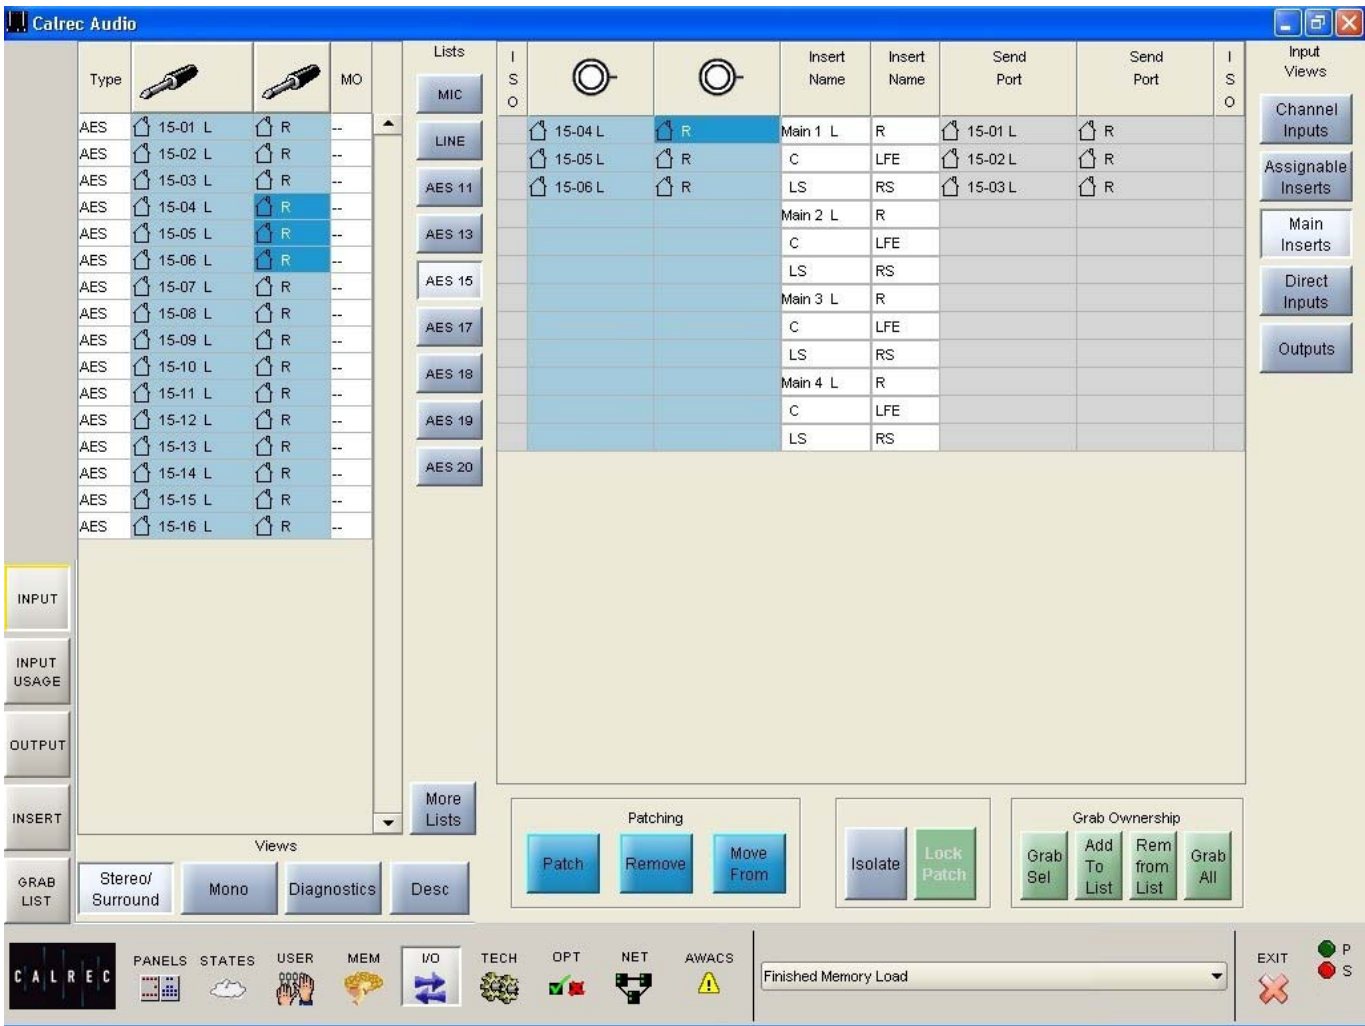 Calrec Audio
Type MO
AES 15-01 L R --
AES 15-02 L R --
AES 15-03 L R --
AES 15-04 L R --
AES 15-05 L R --
AES 15-06 L R --
AES 15-07 L R --
AES 15-08 L R --
AES 15-09 L R --
AES 15-10 L R --
AES 15-11 L R --
AES 15-12 L R --
AES 15-13 L R --
AES 15-14 L R --
AES 15-15 L R --
AES 15-16 L R --
Lists
MIC
LINE
AES 11
AES 13
AES 15
AES 17
AES 18
AES 19
AES 20
More
Lists
I
S
O
Insert
Name
Insert
Name
Send
Port
Send
Port
I
S
O
15-04 L R Main 1 L R 15-01 L R
15-05 L R C LFE 15-02 L R
15-06 L R LS RS 15-03 L R
Main 2 L R
C LFE
LS RS
Main 3 L R
C LFE
LS RS
Main 4 L R
C LFE
LS RS
Input
Views
Channel
Inputs
Assignable
Inserts
Main
Inserts
Direct
Inputs
Outputs
INPUT
INPUT
USAGE
OUTPUT
INSERT
GRAB
LIST
Views
Stereo/
Surround
Mono
Diagnostics
Desc
Patching
Patch
Remove
Move
From
Isolate
Lock
Patch
Grab Ownership
Grab
Sel
Add
To
List
Rem
from
List
Grab
All
CALREC
PANELS STATES USER MEM I/O TECH OPT NET AWACS
Finished Memory Load
EXIT
P
S